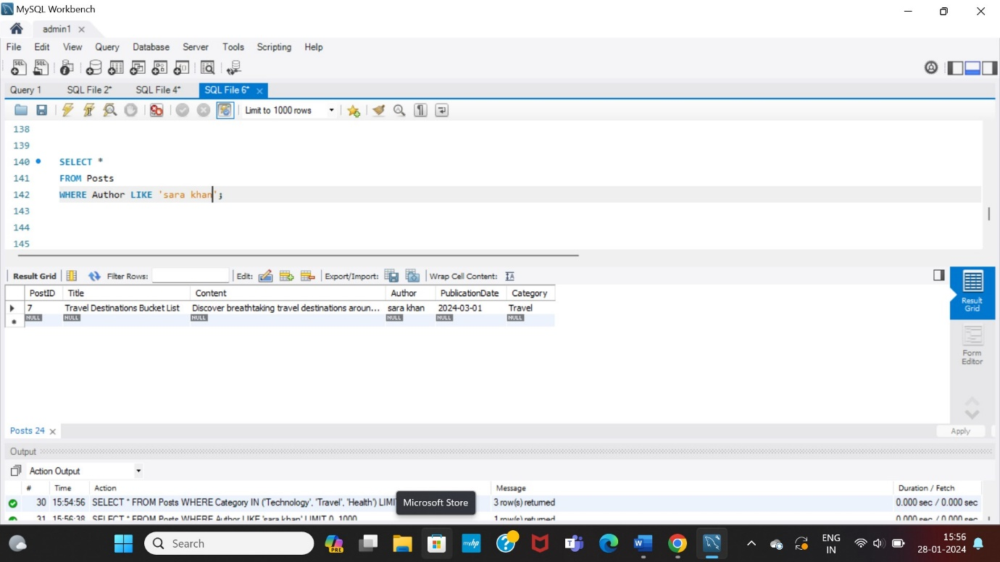 MySQL Workbench
admin1
File Edit View Query Database Server Tools Scripting Help
Query 1 SQL File 2* SQL File 4* SQL File 6*
Limit to 1000 rows
138
139
140 SELECT *
141 FROM Posts
142 WHERE Author LIKE 'sara khan';
143
144
145
Result Grid Filter Rows: Edit: Export/Import: Wrap Cell Content:
PostID Title Content Author PublicationDate Category
7 Travel Destinations Bucket List Discover breathtaking travel destinations aroun... sara khan 2024-03-01 Travel
NULL NULL NULL NULL NULL NULL
Result
Grid
Form
Editor
Posts 24 Apply
Output
Action Output
# Time Action Message Duration / Fetch
30 15:54:56 SELECT * FROM Posts WHERE Category IN ('Technology', 'Travel', 'Health') LIMI 3 row(s) returned 0.000 sec / 0.000 sec
Microsoft Store
31 15:56:38 SELECT * FROM Posts WHERE Author LIKE 'sara khan' LIMIT 0, 1000 1 row(s) returned 0.000 sec / 0.000 sec
Search PRE myhp ENG 15:56
IN 28-01-2024